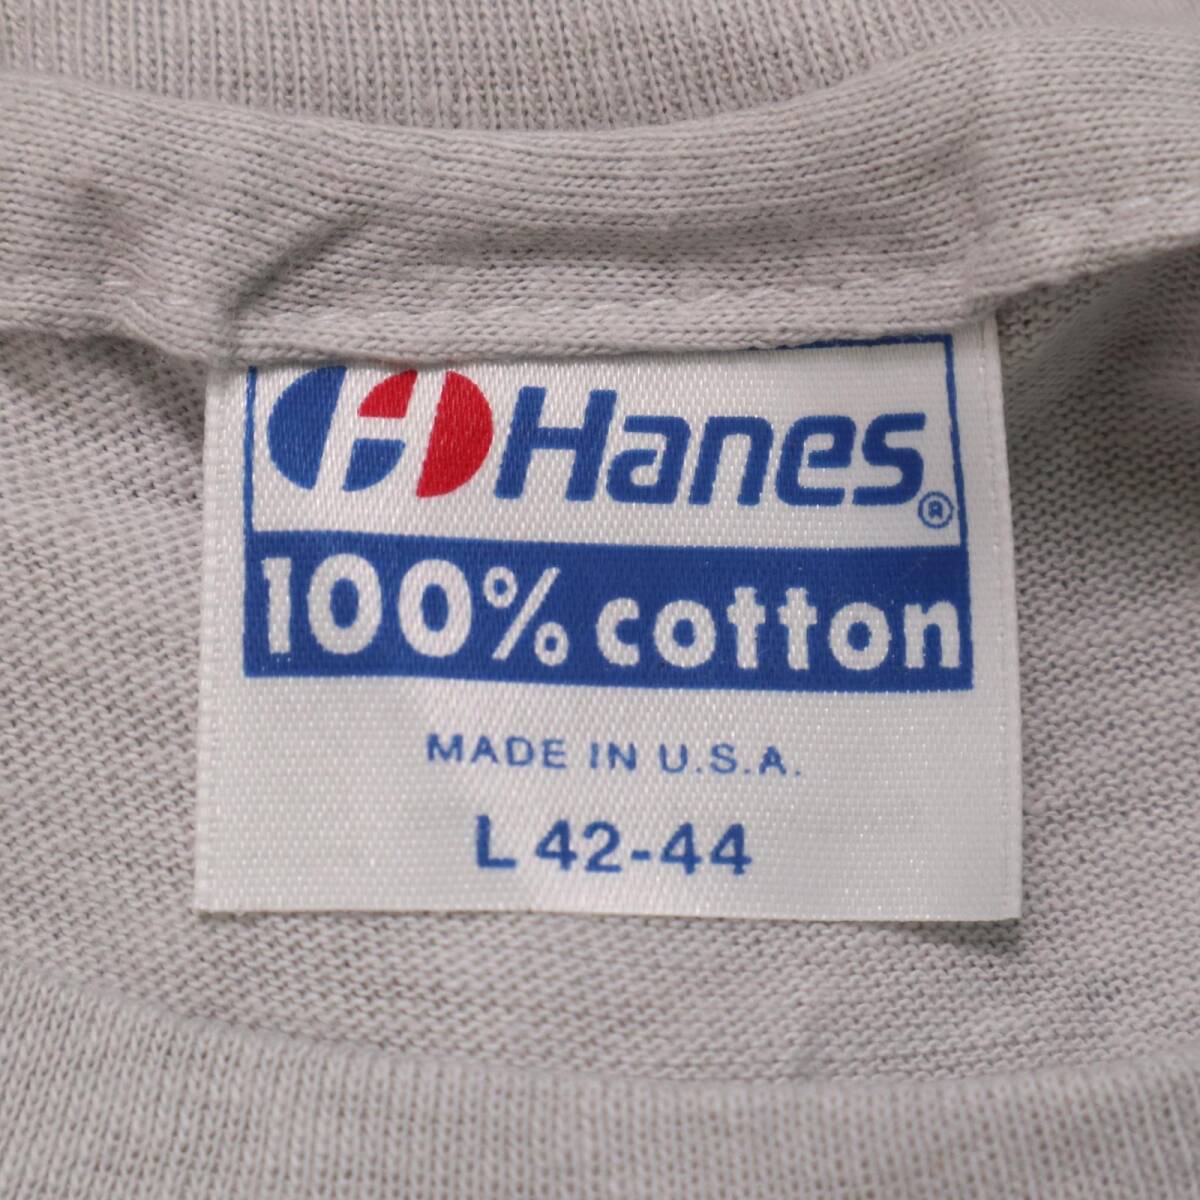 H Hanes®
100% cotton
MADE IN U.S.A.
L 42-44